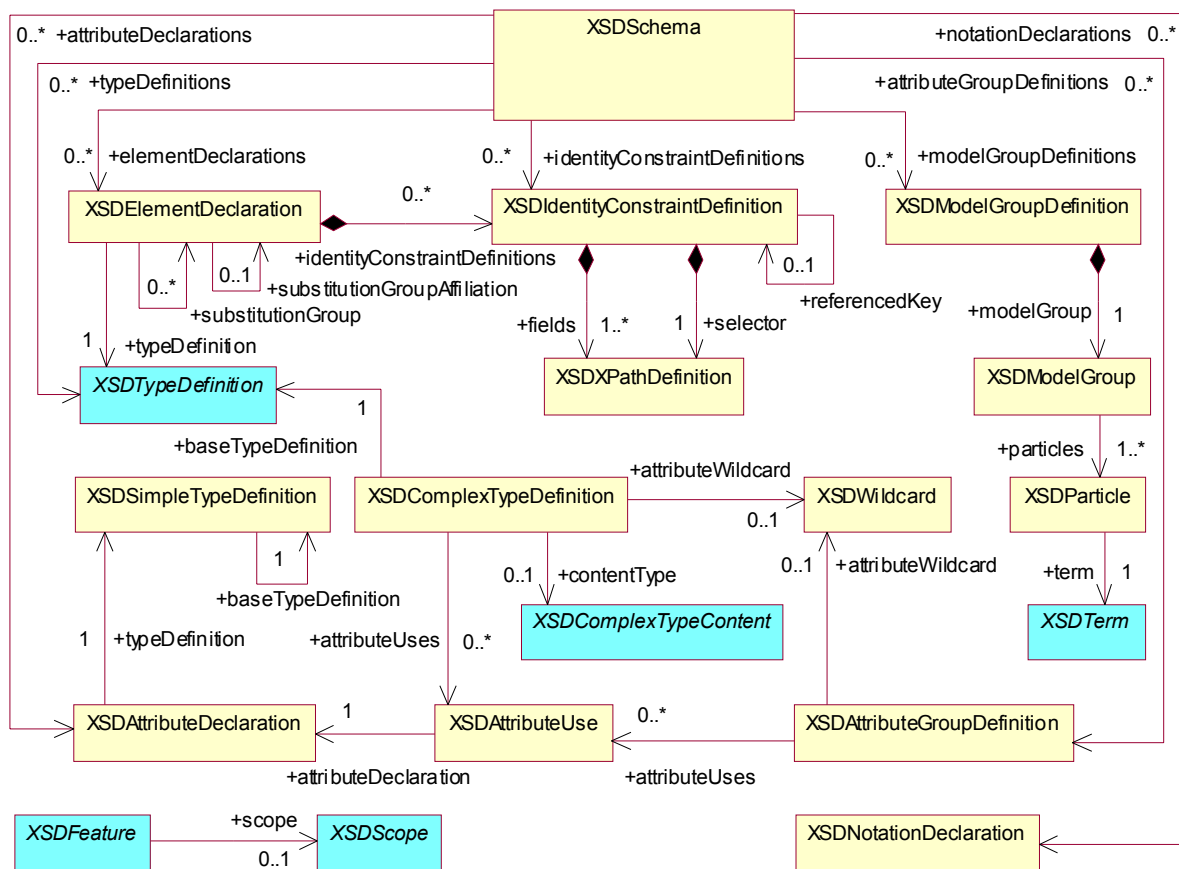 XSDSchema
0..* +attributeDeclarations
+notationDeclarations 0..*
0..* +typeDefinitions
+attributeGroupDefinitions 0..*
0..* +elementDeclarations
0..* +identityConstraintDefinitions
0..* +modelGroupDefinitions
XSDElementDeclaration
0..*
XSDIdentityConstraintDefinition
XSDModelGroupDefinition
+identityConstraintDefinitions
0..*
0..1
+substitutionGroupAffiliation
+substitutionGroup
0..1
+referencedKey
+fields 1..*
1 +selector
+modelGroup 1
1 +typeDefinition
XSDTypeDefinition
XSDXPathDefinition
XSDModelGroup
1
+baseTypeDefinition
+attributeWildcard
+particles 1..*
XSDSimpleTypeDefinition
XSDComplexTypeDefinition
XSDWildcard
XSDParticle
0..1
1
+baseTypeDefinition
0..1 +contentType
0..1 +attributeWildcard
+term 1
XSDComplexTypeContent
XSDTerm
1 +typeDefinition
+attributeUses 0..*
XSDAttributeDeclaration
1
XSDAttributeUse
0..*
XSDAttributeGroupDefinition
+attributeDeclaration
+attributeUses
XSDFeature
+scope
0..1
XSDScope
XSDNotationDeclaration